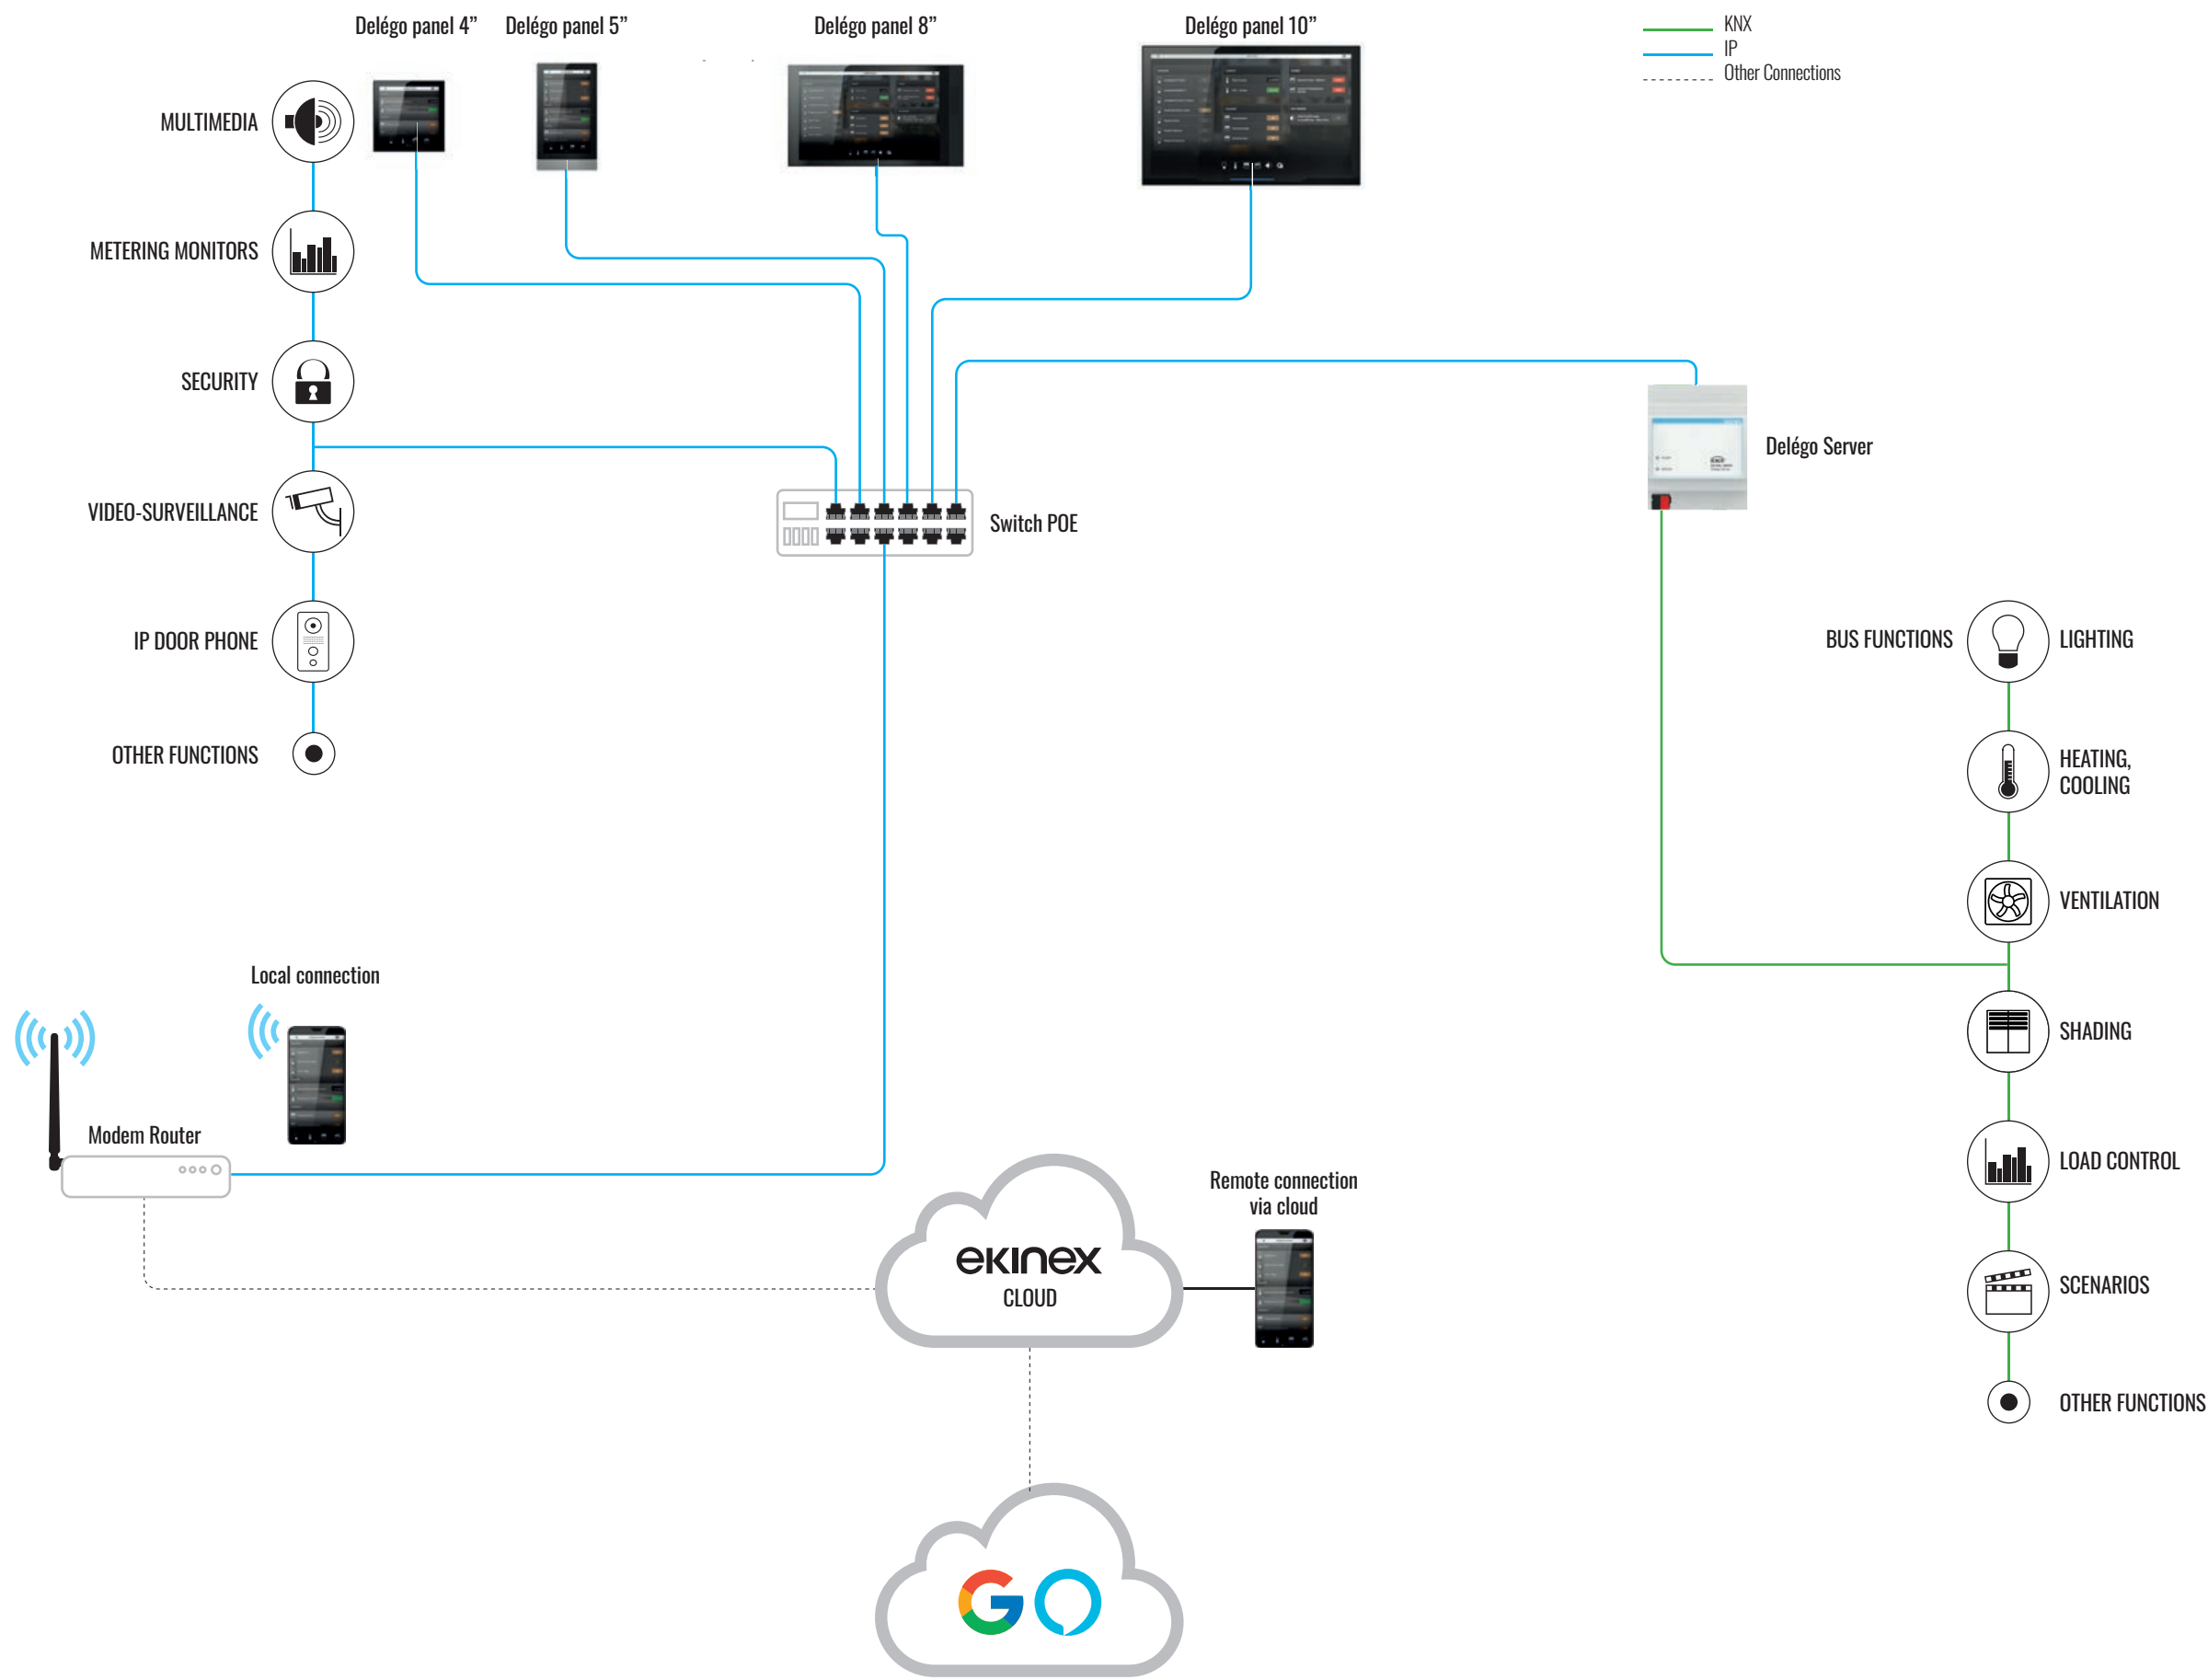 Delégo panel 4”
Delégo panel 5”
Delégo panel 8”
Delégo panel 10”
KNX
IP
Other Connections
MULTIMEDIA
METERING MONITORS
SECURITY
VIDEO-SURVEILLANCE
IP DOOR PHONE
OTHER FUNCTIONS
Switch POE
Delégo Server
BUS FUNCTIONS
LIGHTING
HEATING,
COOLING
VENTILATION
SHADING
LOAD CONTROL
SCENARIOS
OTHER FUNCTIONS
Local connection
Modem Router
Remote connection
via cloud
ekinex
CLOUD
G